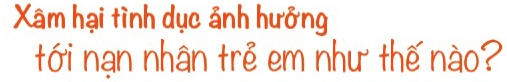 Xâm hại tình dục ảnh hưởng
tới nạn nhân trẻ em như thế nào?